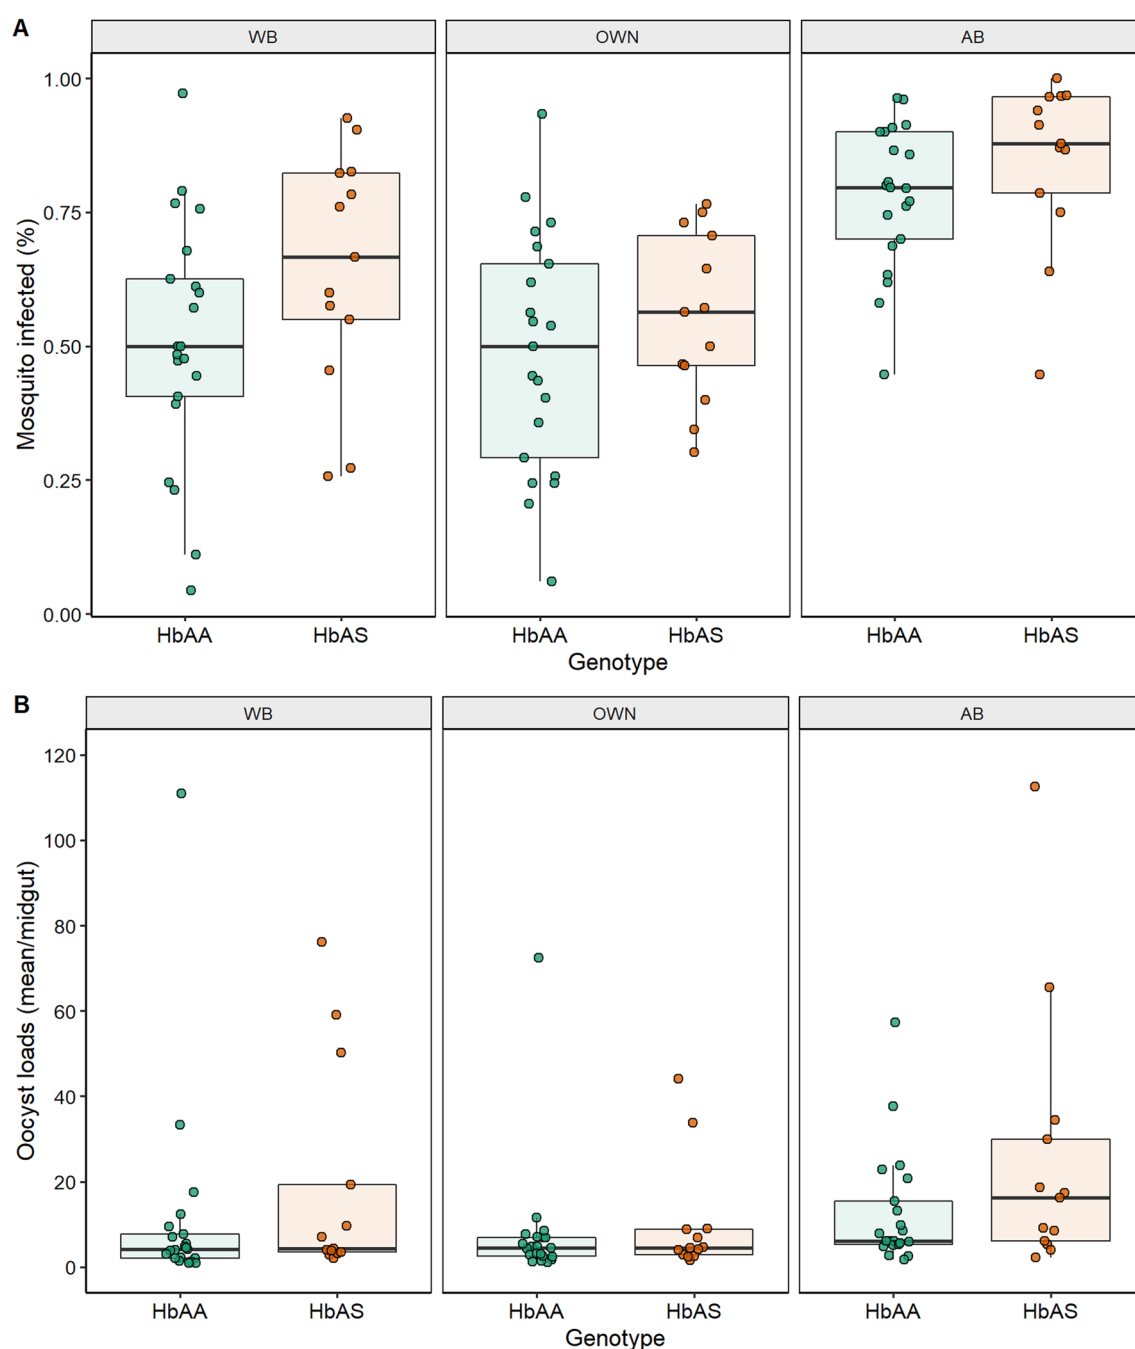 A
WB OWN AB
Mosquito infected (%)
1.00
0.75
0.50
0.25
0.00
HbAA HbAS HbAA HbAS HbAA HbAS
Genotype
B
WB OWN AB
Oocyst loads (mean/midgut)
120
100
80
60
40
20
0
HbAA HbAS HbAA HbAS HbAA HbAS
Genotype